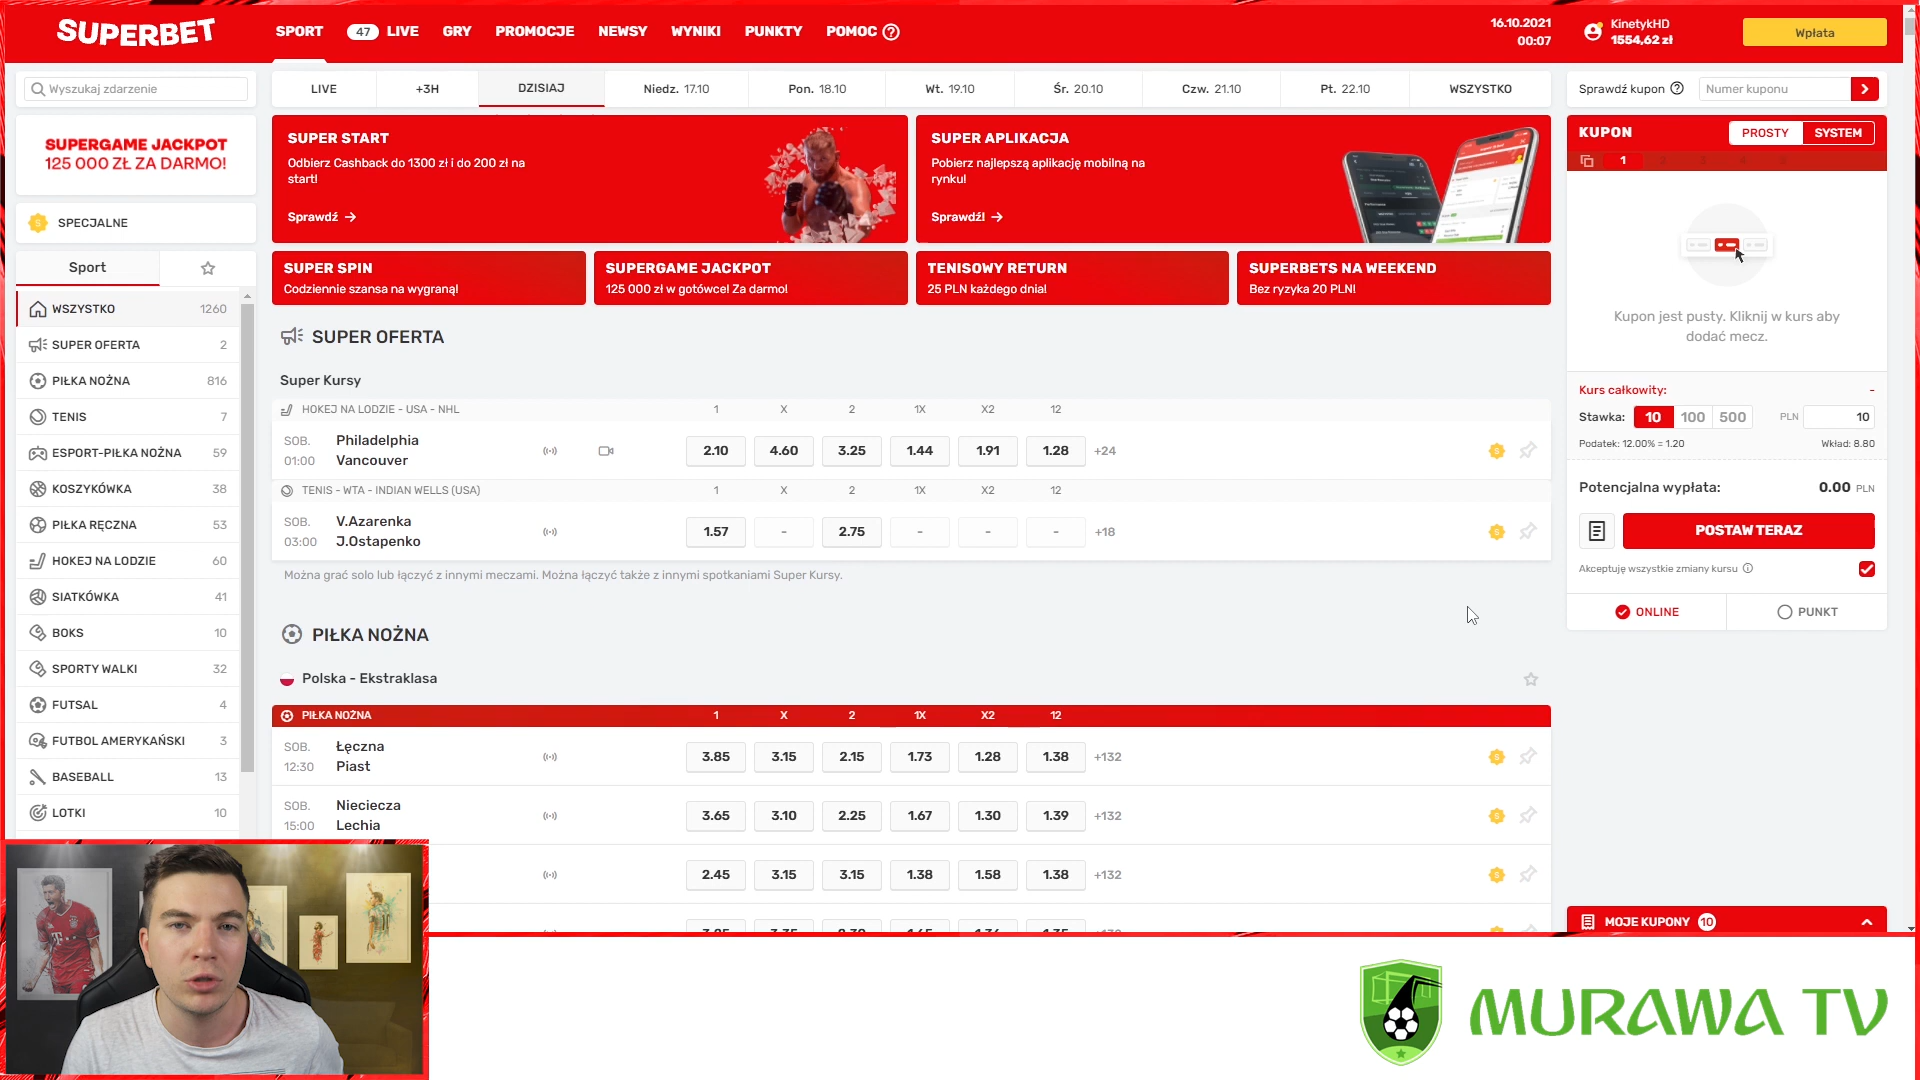 SUPERBET
SPORT
47 LIVE
GRY
PROMOCJE
NEWSY
WYNIKI
PUNKTY
POMOC ?
16.10.2021
00:07
KinetykHD
1554,62 zł
Wpłata
Wyszukaj zdarzenie
LIVE
+3H
DZISIAJ
Niedz. 17.10
Pon. 18.10
Wt. 19.10
Śr. 20.10
Czw. 21.10
Pt. 22.10
WSZYSTKO
Sprawdź kupon ?
Numer kuponu
SUPERGAME JACKPOT
125 000 ZŁ ZA DARMO!
SPECJALNE
Sport
WSZYSTKO 1260
SUPER OFERTA 2
PIŁKA NOŻNA 816
TENIS 7
ESPORT-PIŁKA NOŻNA 59
KOSZYKÓWKA 38
PIŁKA RĘCZNA 53
HOKEJ NA LODZIE 60
SIATKÓWKA 41
BOKS 10
SPORTY WALKI 32
FUTSAL 4
FUTBOL AMERYKAŃSKI 3
BASEBALL 13
LOTKI 10
SUPER START
Odbierz Cashback do 1300 zł i do 200 zł na
start!
Sprawdź →
SUPER APLIKACJA
Pobierz najlepszą aplikację mobilną na
rynku!
Sprawdź! →
SUPER SPIN
Codziennie szansa na wygraną!
SUPERGAME JACKPOT
125 000 zł w gotówce! Za darmo!
TENISOWY RETURN
25 PLN każdego dnia!
SUPERBETS NA WEEKEND
Bez ryzyka 20 PLN!
SUPER OFERTA
Super Kursy
HOKEJ NA LODZIE - USA - NHL 1 X 2 1X X2 12
SOB. Philadelphia
01:00 Vancouver
2.10 4.60 3.25 1.44 1.91 1.28 +24
TENIS - WTA - INDIAN WELLS (USA) 1 X 2 1X X2 12
SOB. V.Azarenka
03:00 J.Ostapenko
1.57 - 2.75 - - - +18
Można grać solo lub łączyć z innymi meczami. Można łączyć także z innymi spotkaniami Super Kursy.
PIŁKA NOŻNA
Polska - Ekstraklasa
PIŁKA NOŻNA 1 X 2 1X X2 12
SOB. Łęczna
12:30 Piast
3.85 3.15 2.15 1.73 1.28 1.38 +132
SOB. Nieciecza
15:00 Lechia
3.65 3.10 2.25 1.67 1.30 1.39 +132
2.45 3.15 3.15 1.38 1.58 1.38 +132
KUPON
PROSTY SYSTEM
1
Kupon jest pusty. Kliknij w kurs aby
dodać mecz.
Kurs całkowity: -
Stawka: 10 100 500 PLN 10
Podatek: 12.00% = 1.20 Wkład: 8.80
Potencjalna wypłata: 0.00 PLN
POSTAW TERAZ
Akceptuję wszystkie zmiany kursu
ONLINE
PUNKT
MOJE KUPONY 10
MURAWA TV